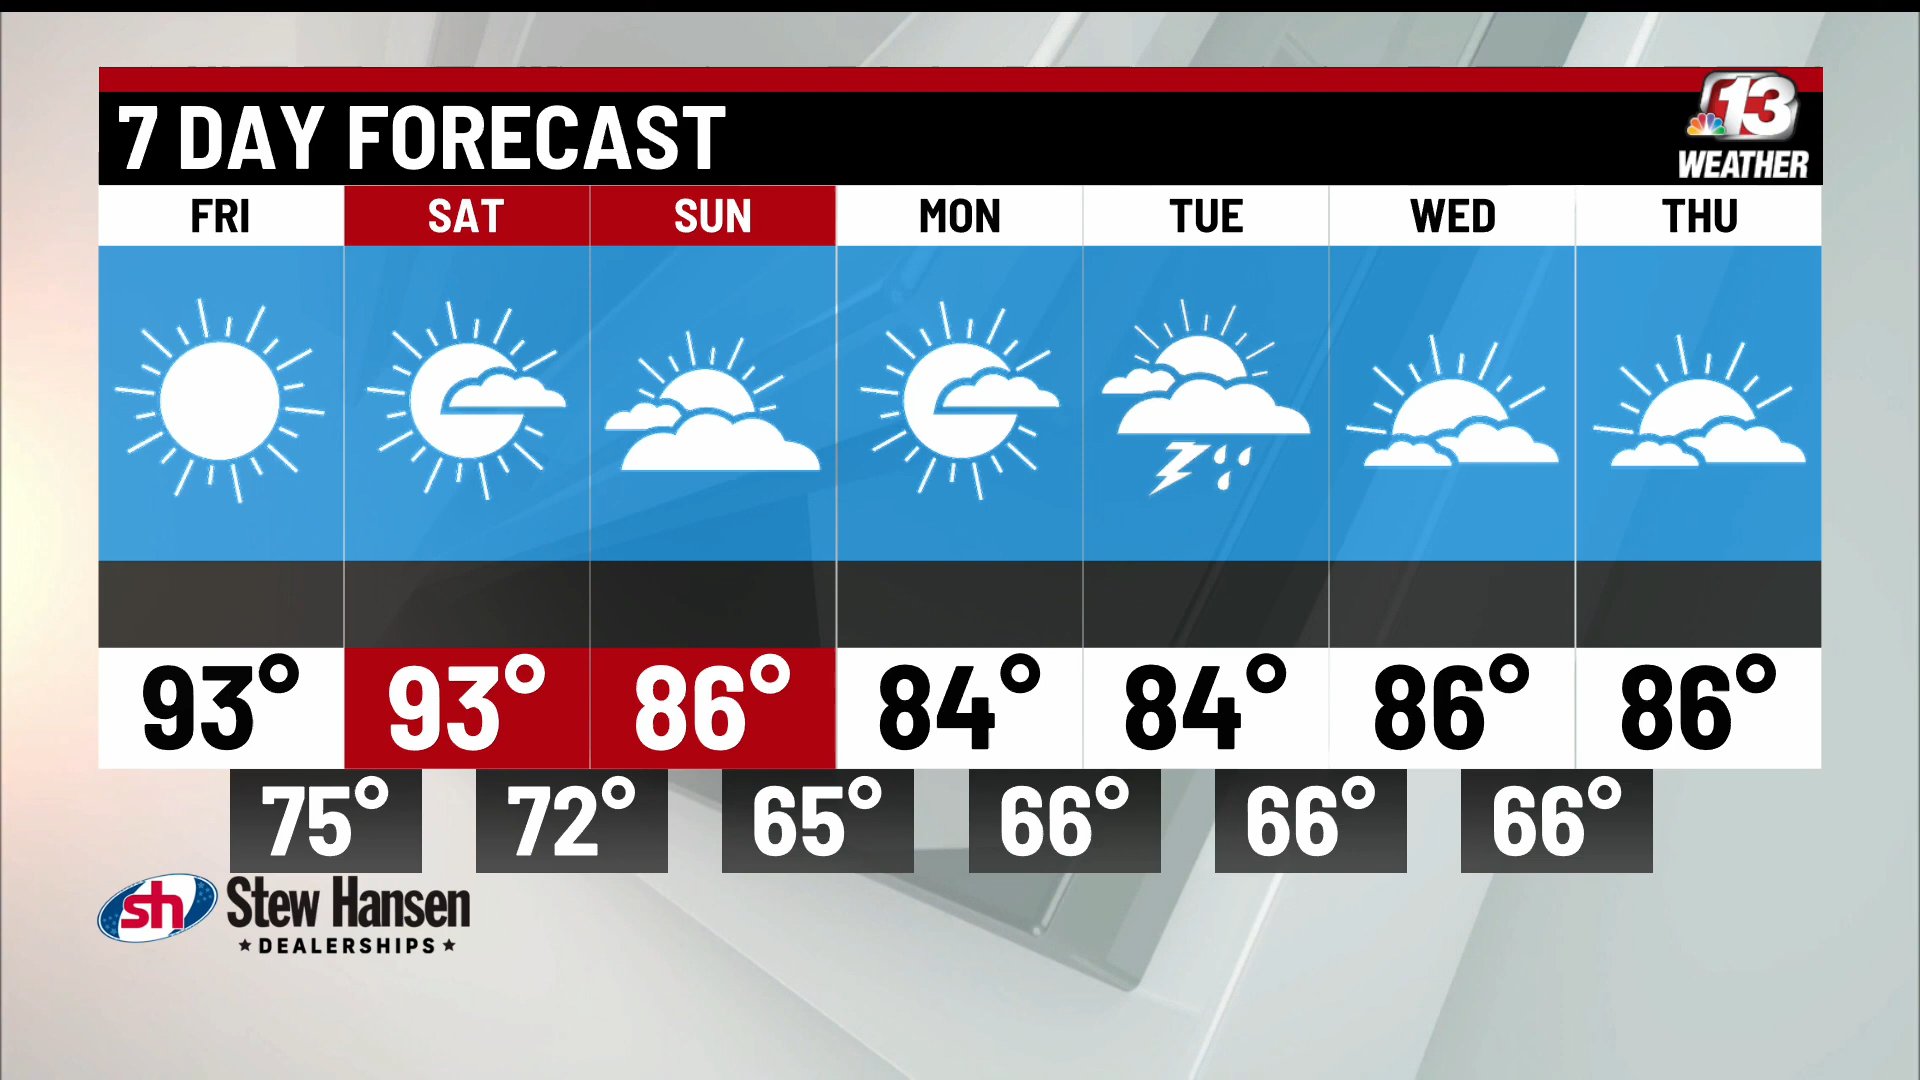 7 DAY FORECAST
13
WEATHER
FRI SAT SUN MON TUE WED THU
93° 93° 86° 84° 84° 86° 86°
75° 72° 65° 66° 66° 66°
sh Stew Hansen
★DEALERSHIPS★